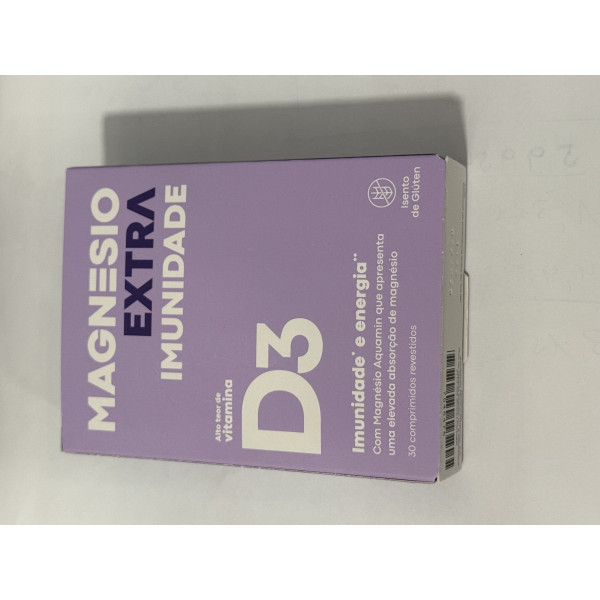 MAGNESIO
EXTRA
IMUNIDADE
Alto teor de
vitamina
D3
Imunidade* e energia**
Com Magnésio Aquamin que apresenta
uma elevada absorção de magnésio
30 comprimidos revestidos
Isento
de Glúten